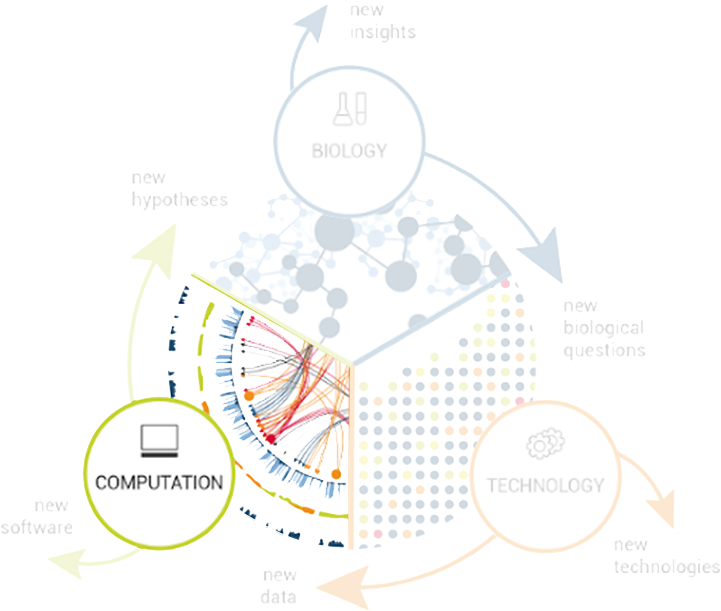 new
insights
BIOLOGY
new
hypotheses
new
biological
questions
COMPUTATION
TECHNOLOGY
new
software
new
technologies
new
data